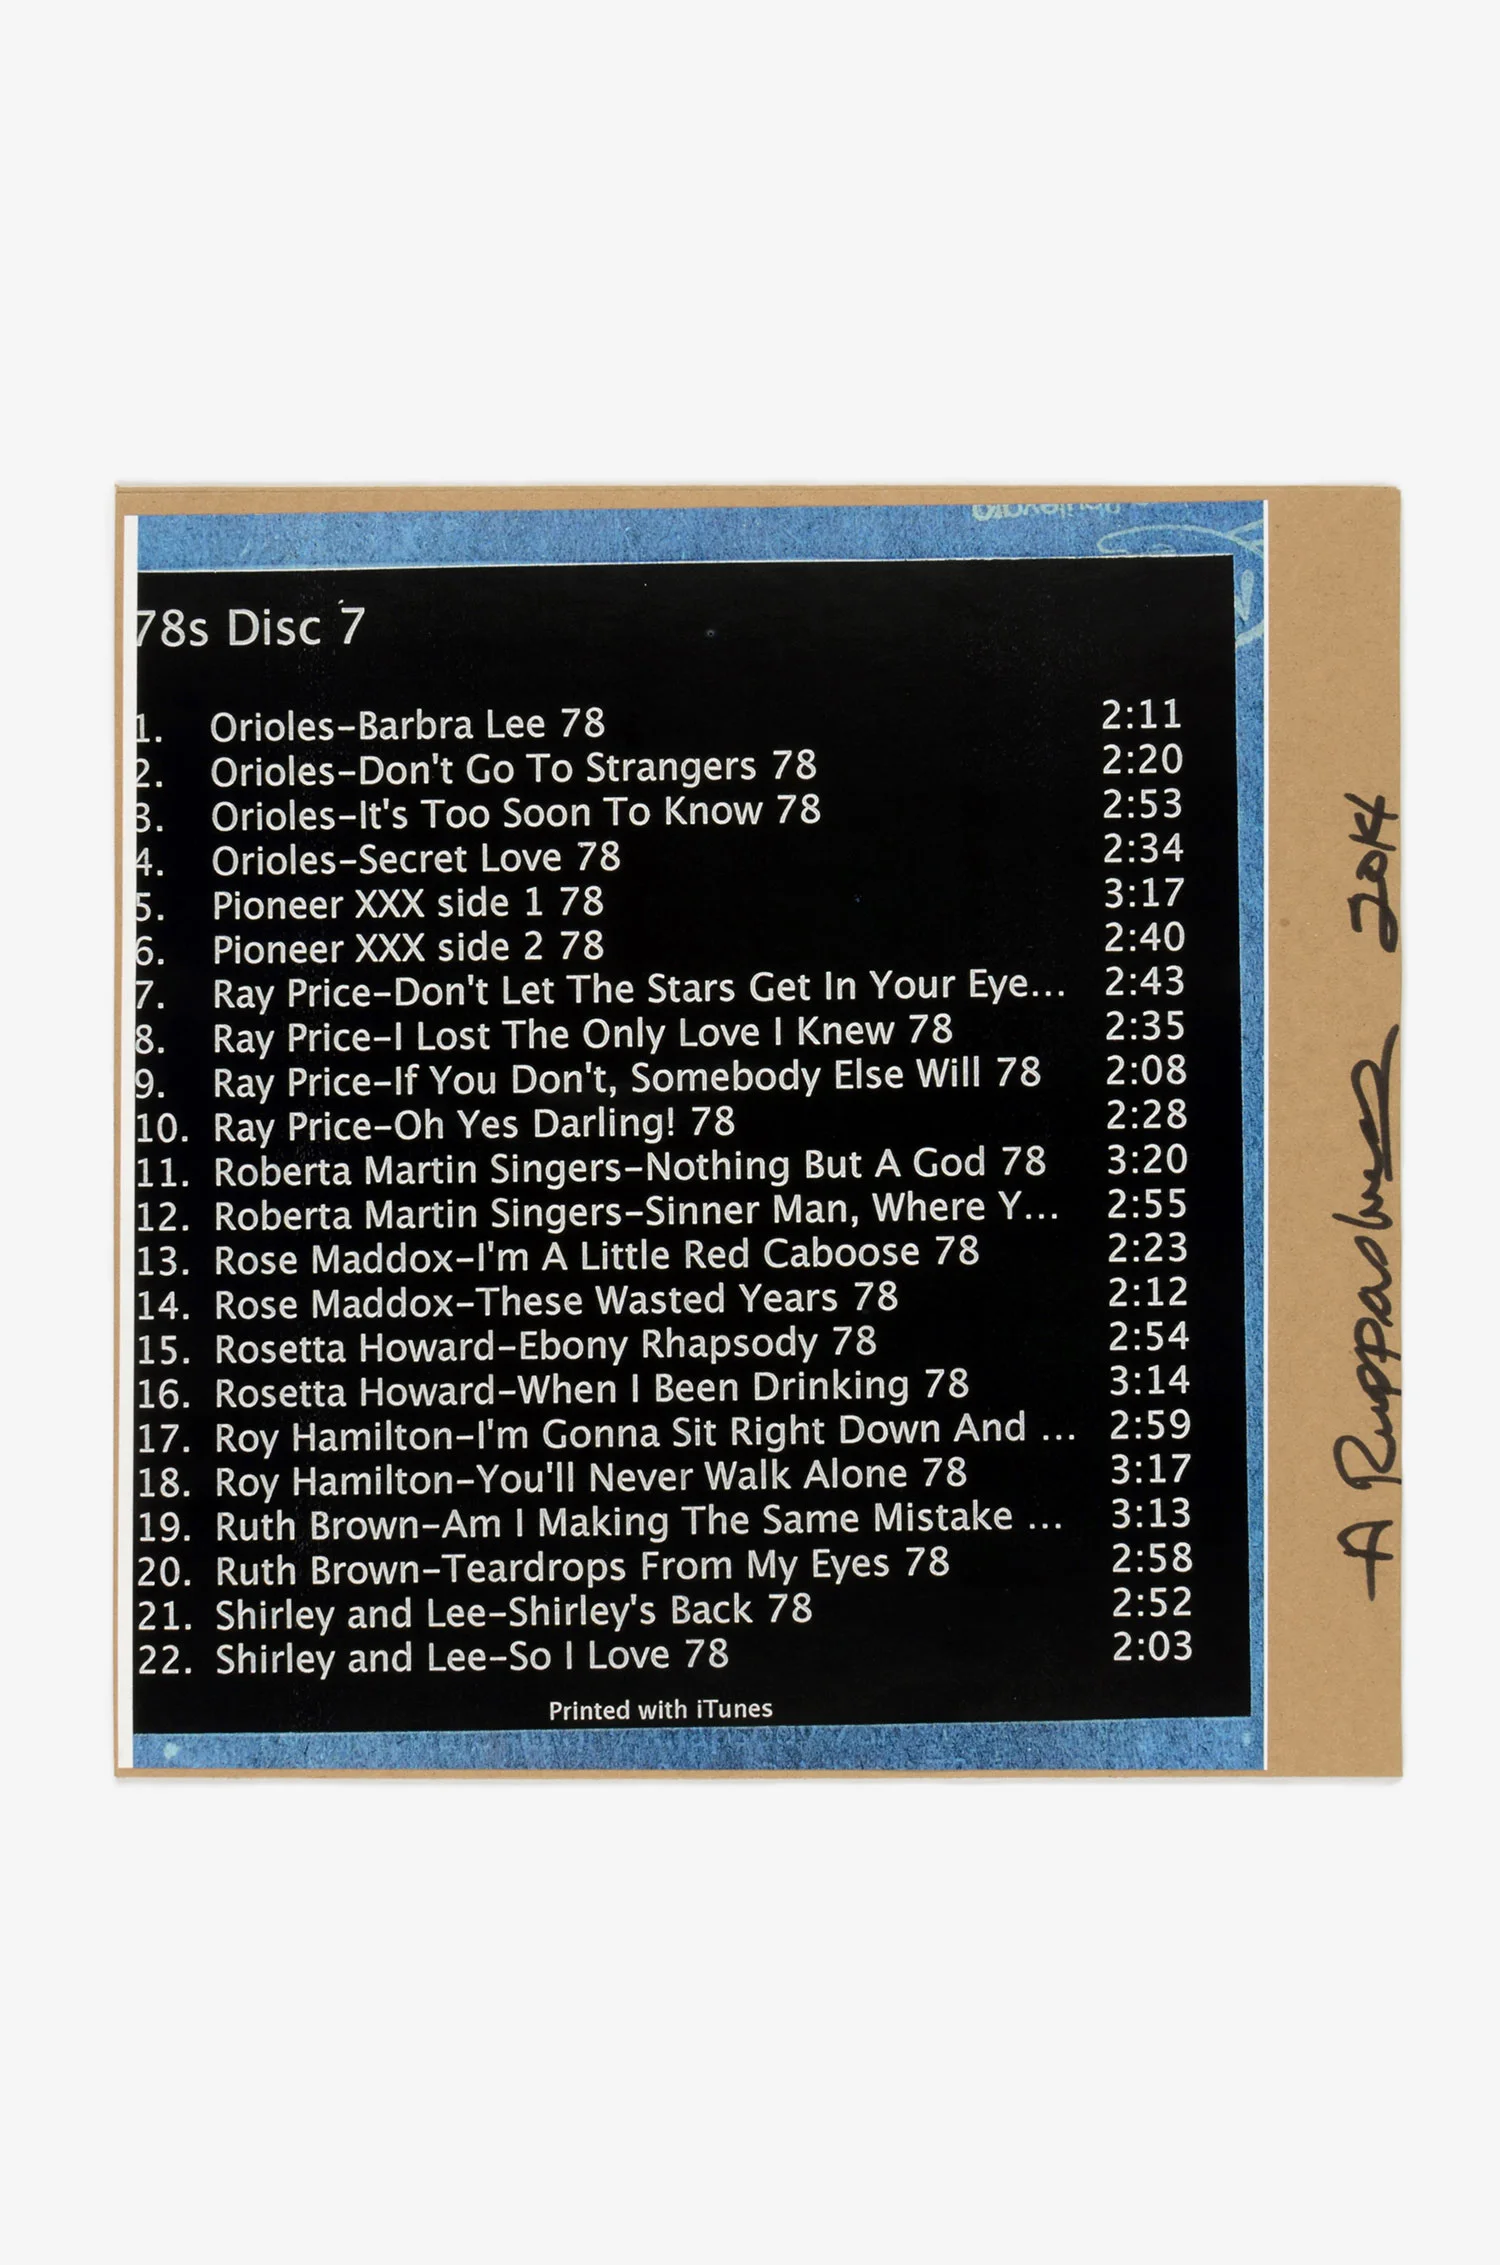 78s Disc 7
1. Orioles-Barbra Lee 78 2:11
2. Orioles-Don't Go To Strangers 78 2:20
3. Orioles-It's Too Soon To Know 78 2:53
4. Orioles-Secret Love 78 2:34
5. Pioneer XXX side 1 78 3:17
6. Pioneer XXX side 2 78 2:40
7. Ray Price-Don't Let The Stars Get In Your Eye... 2:43
8. Ray Price-I Lost The Only Love I Knew 78 2:35
9. Ray Price-If You Don't, Somebody Else Will 78 2:08
10. Ray Price-Oh Yes Darling! 78 2:28
11. Roberta Martin Singers-Nothing But A God 78 3:20
12. Roberta Martin Singers-Sinner Man, Where Y... 2:55
13. Rose Maddox-I'm A Little Red Caboose 78 2:23
14. Rose Maddox-These Wasted Years 78 2:12
15. Rosetta Howard-Ebony Rhapsody 78 2:54
16. Rosetta Howard-When I Been Drinking 78 3:14
17. Roy Hamilton-I'm Gonna Sit Right Down And ... 2:59
18. Roy Hamilton-You'll Never Walk Alone 78 3:17
19. Ruth Brown-Am I Making The Same Mistake ... 3:13
20. Ruth Brown-Teardrops From My Eyes 78 2:58
21. Shirley and Lee-Shirley's Back 78 2:52
22. Shirley and Lee-So I Love 78 2:03
Printed with iTunes
A 2014